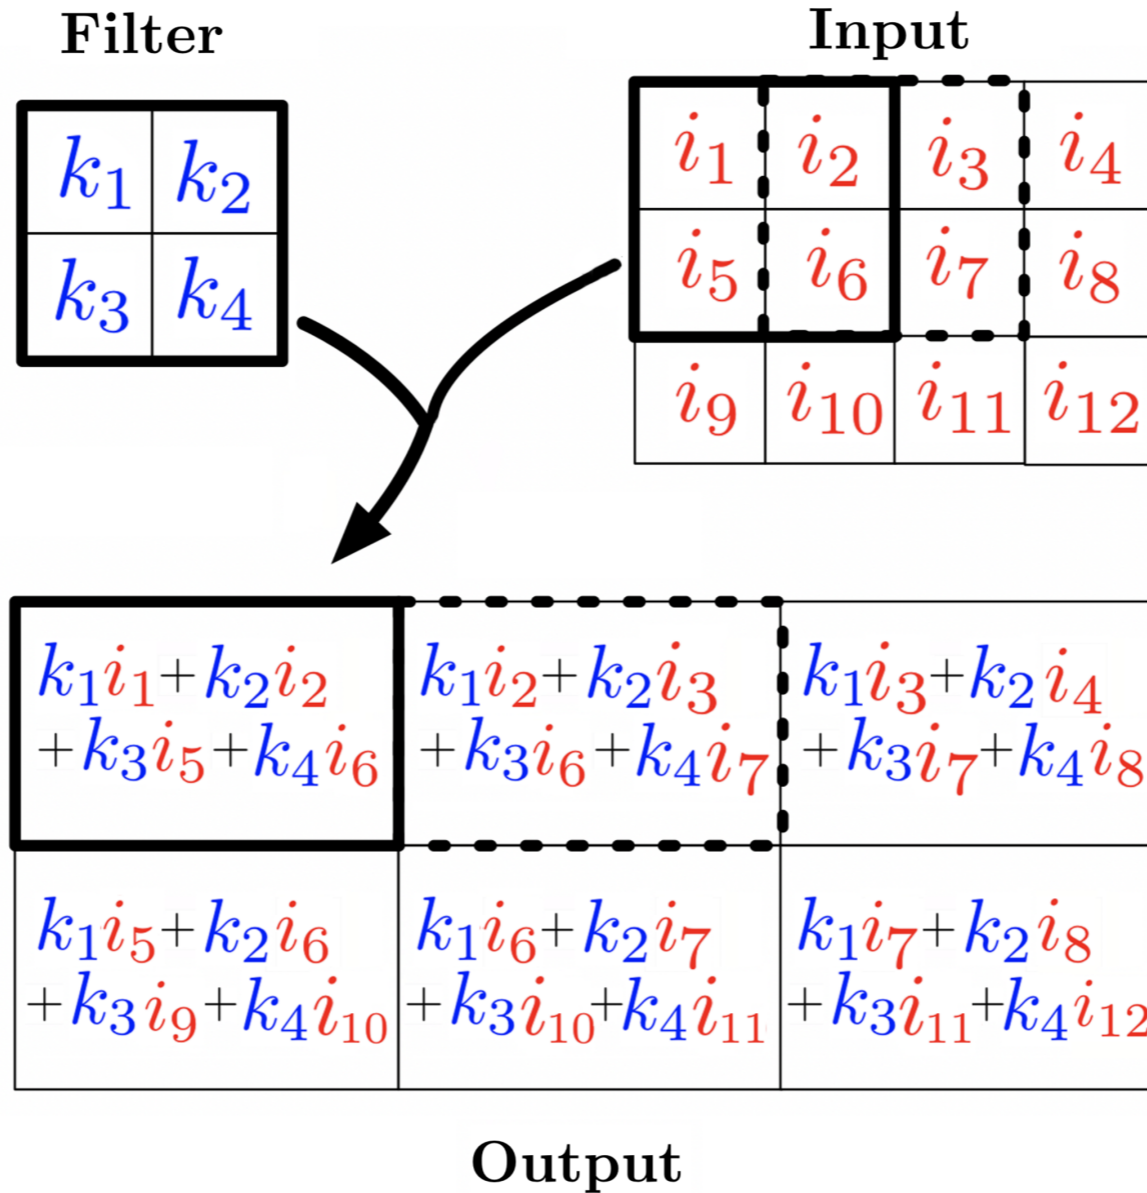 Filter
k₁ k₂
k₃ k₄
Input
i₁ i₂ i₃ i₄
i₅ i₆ i₇ i₈
i₉ i₁₀ i₁₁ i₁₂
k₁i₁+k₂i₂
+k₃i₅+k₄i₆
k₁i₂+k₂i₃
+k₃i₆+k₄i₇
k₁i₃+k₂i₄
+k₃i₇+k₄i₈
k₁i₅+k₂i₆
+k₃i₉+k₄i₁₀
k₁i₆+k₂i₇
+k₃i₁₀+k₄i₁₁
k₁i₇+k₂i₈
+k₃i₁₁+k₄i₁₂
Output